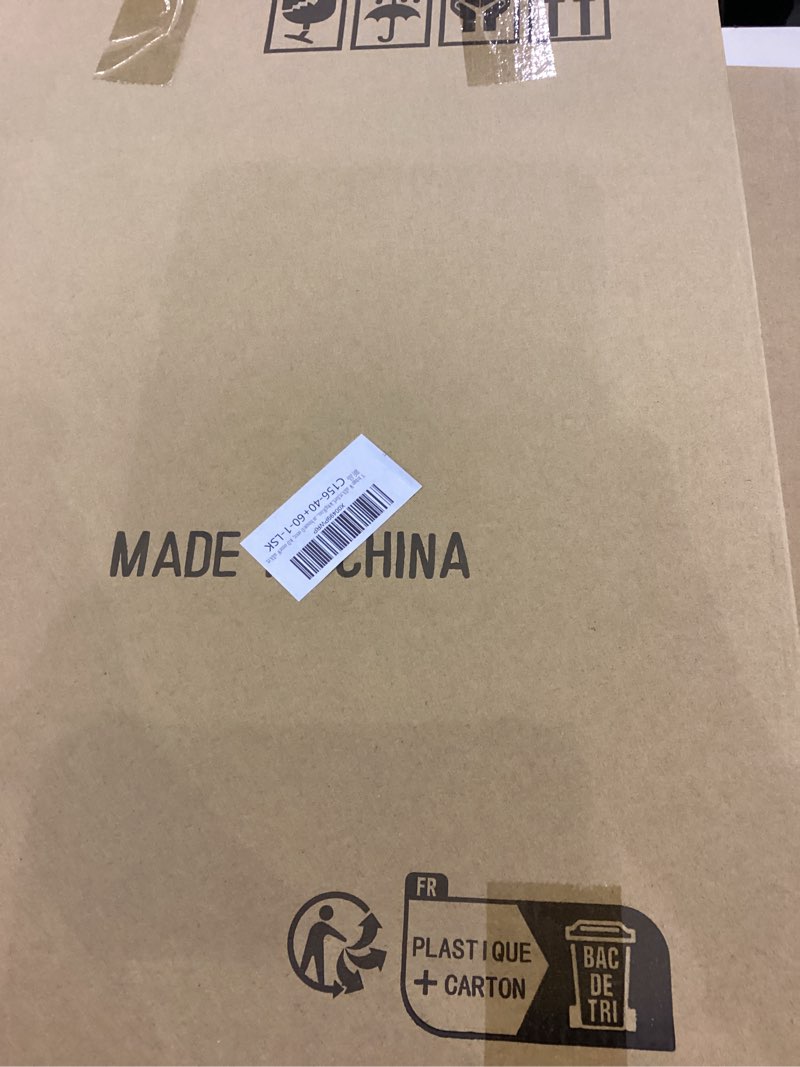 MADE
CHINA
C156-40+60-1-LSK
FR
PLASTIQUE
+ CARTON
BAC
DE
TRI